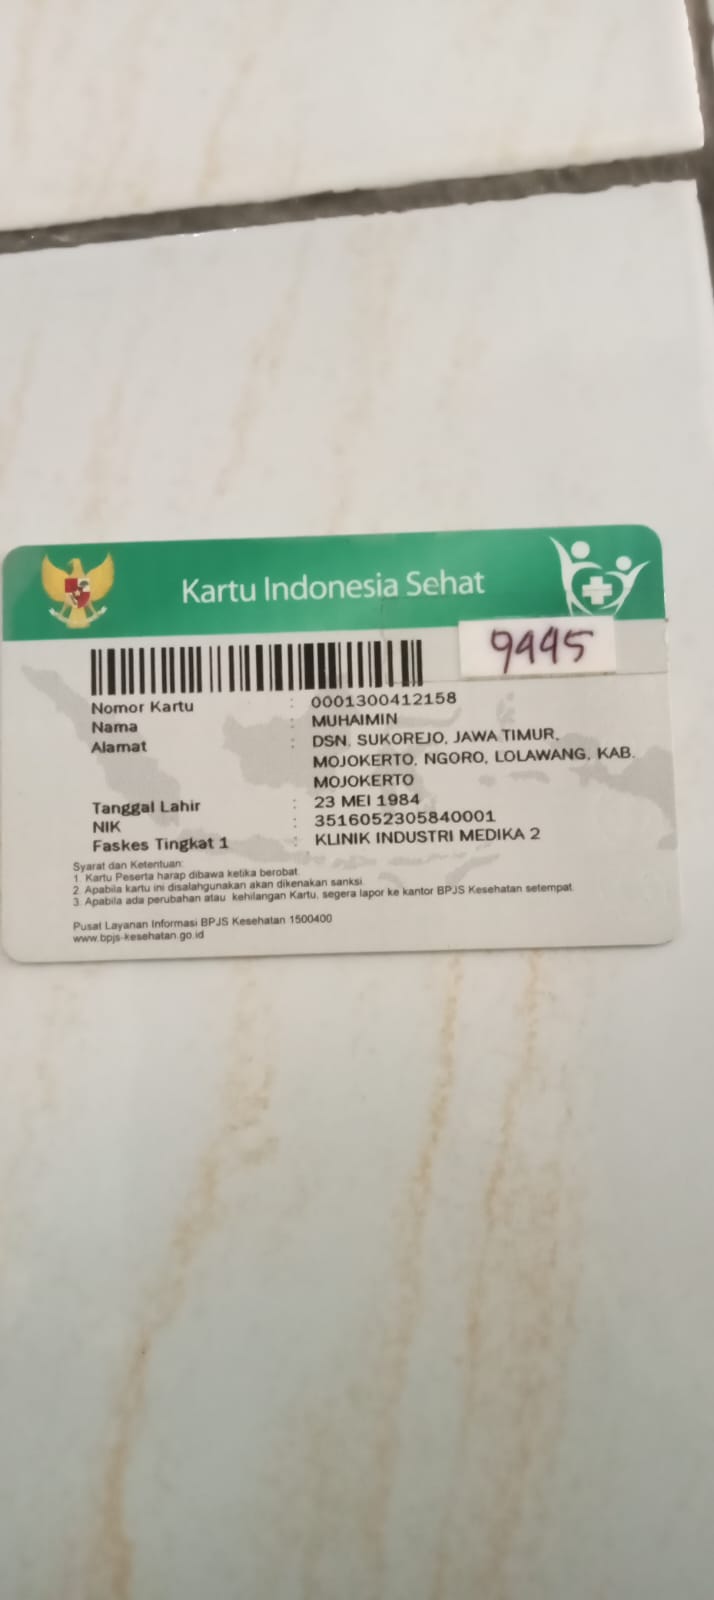 Kartu Indonesia Sehat
9445
Nomor Kartu : 0001300412158
Nama : MUHAIMIN
Alamat : DSN. SUKOREJO, JAWA TIMUR,
MOJOKERTO, NGORO, LOLAWANG, KAB.
MOJOKERTO
Tanggal Lahir : 23 MEI 1984
NIK : 3516052305840001
Faskes Tingkat 1 : KLINIK INDUSTRI MEDIKA 2
Syarat dan Ketentuan:
1. Kartu Peserta harap dibawa ketika berobat.
2. Apabila kartu ini disalahgunakan akan dikenakan sanksi.
3. Apabila ada perubahan atau kehilangan Kartu, segera lapor ke kantor BPJS Kesehatan setempat.
Pusat Layanan Informasi BPJS Kesehatan 1500400
www.bpjs-kesehatan.go.id